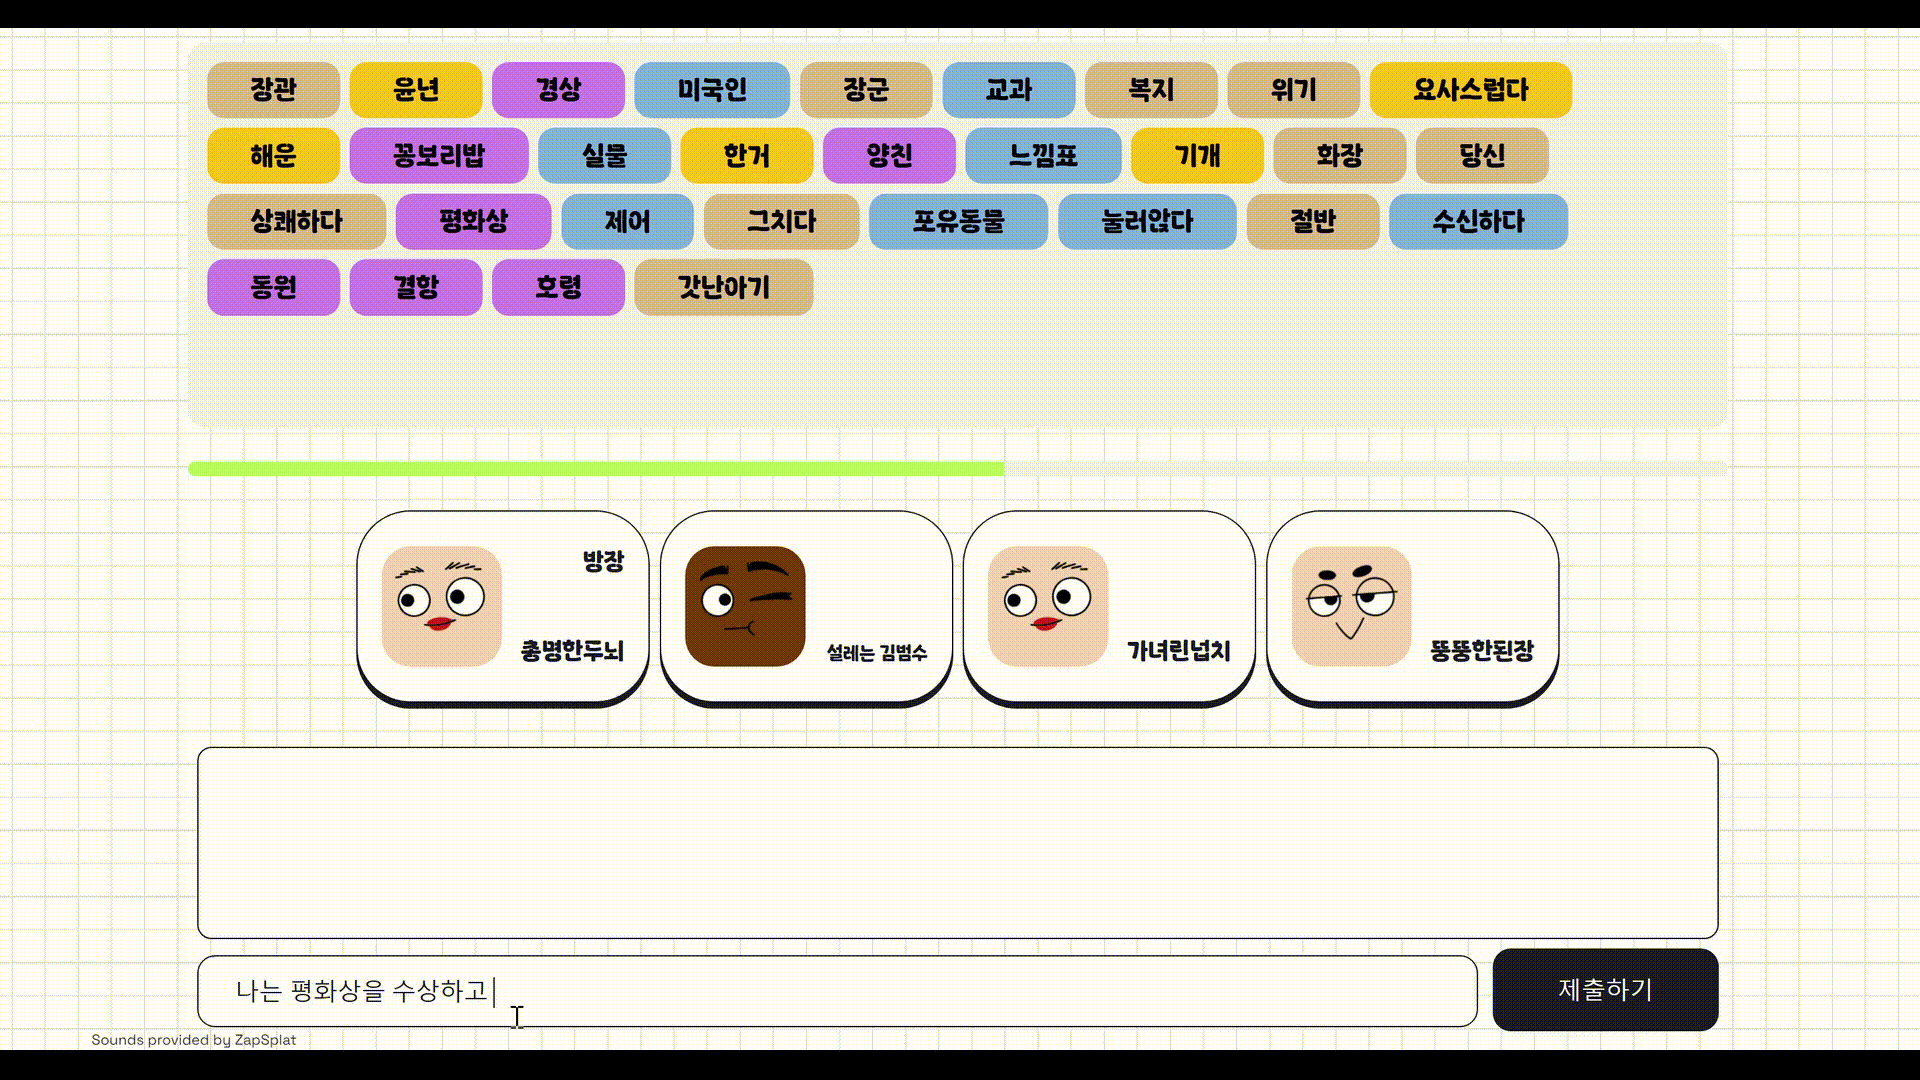 장관 윤년 경상 미국인 장군 교과 복지 위기 요사스럽다
해운 꽁보리밥 실물 한거 양친 느낌표 기개 화장 당신
상쾌하다 평화상 제어 그치다 포유동물 눌러앉다 절반 수신하다
동원 결항 호령 갓난아기
방장
총명한두뇌 설레는 김범수 가녀린넙치 뚱뚱한된장
나는 평화상을 수상하고
제출하기
Sounds provided by ZapSplat